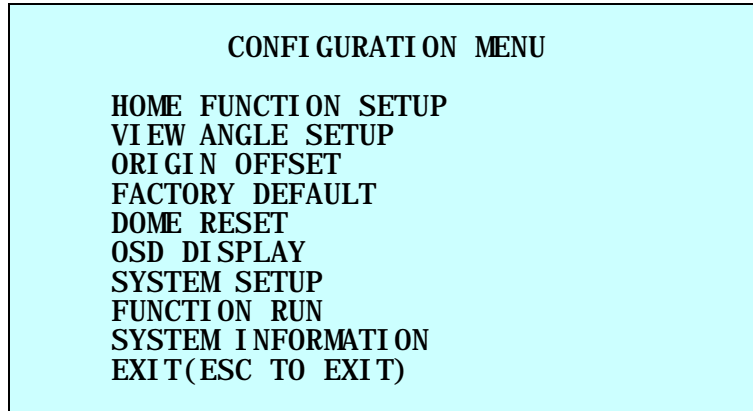 CONFIGURATION MENU
HOME FUNCTION SETUP
VIEW ANGLE SETUP
ORIGIN OFFSET
FACTORY DEFAULT
DOME RESET
OSD DISPLAY
SYSTEM SETUP
FUNCTION RUN
SYSTEM INFORMATION
EXIT(ESC TO EXIT)